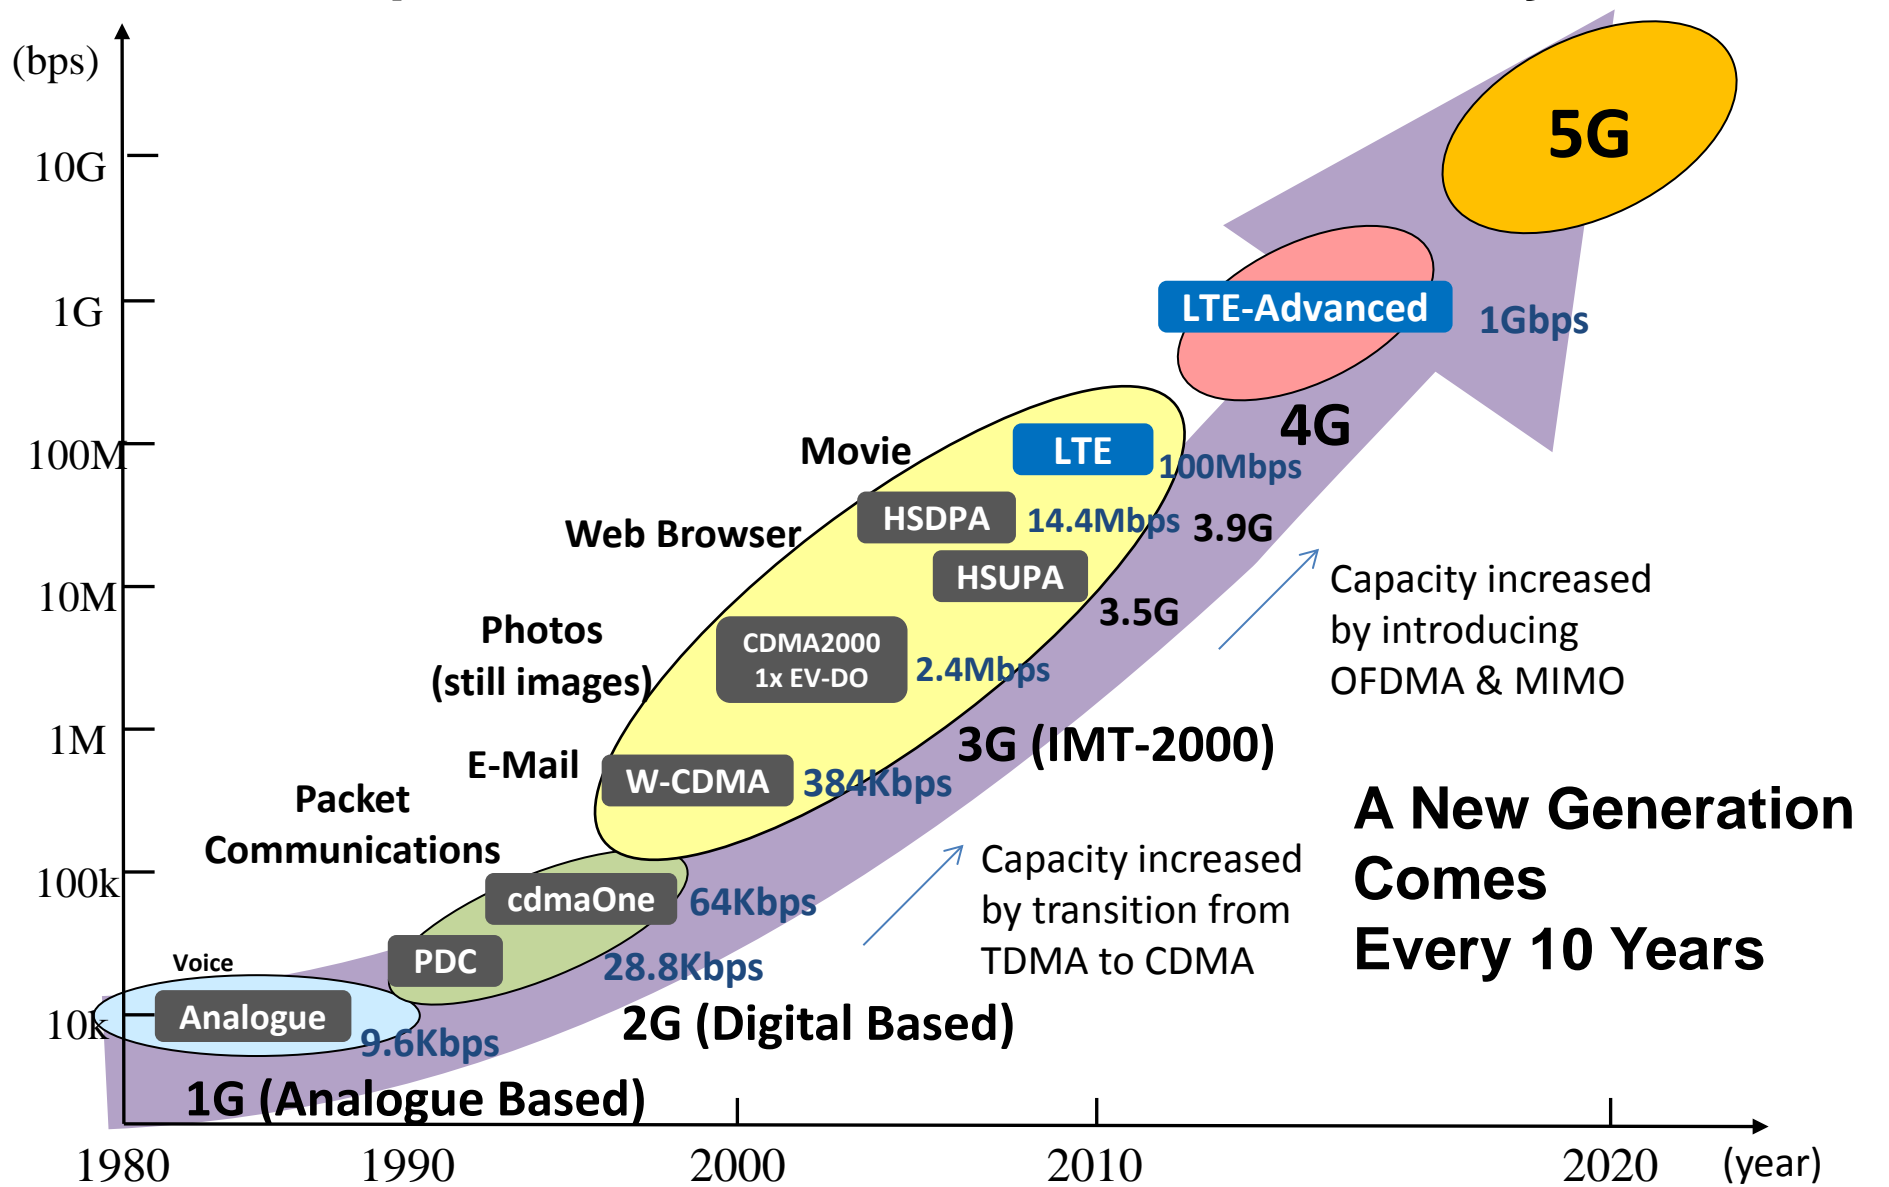 (bps)
10G
1G
100M
10M
1M
100k
10k
5G
LTE-Advanced
1Gbps
4G
Movie
LTE
100Mbps
Web Browser
HSDPA
14.4Mbps
3.9G
HSUPA
3.5G
Photos
(still images)
CDMA2000
1x EV-DO
2.4Mbps
Capacity increased
by introducing
OFDMA & MIMO
3G (IMT-2000)
E-Mail
W-CDMA
384Kbps
Packet
Communications
cdmaOne
64Kbps
Capacity increased
by transition from
TDMA to CDMA
A New Generation
Comes
Every 10 Years
PDC
28.8Kbps
2G (Digital Based)
Voice
Analogue
9.6Kbps
1G (Analogue Based)
1980
1990
2000
2010
2020
(year)